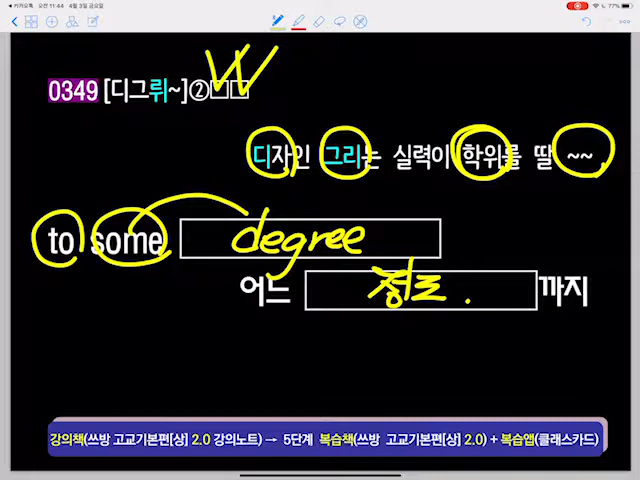 카카오톡 오전 11:44 4월 3일 금요일 77%
0349 [디그뤼~]②□□
디자인 그리는 실력이 학위를 딸 ~~.
to some degree
어느 정도. 까지
강의책(쓰방 고교기본편[상] 2.0 강의노트) → 5단계 복습책(쓰방 고교기본편[상] 2.0) + 복습앱(클래스카드)